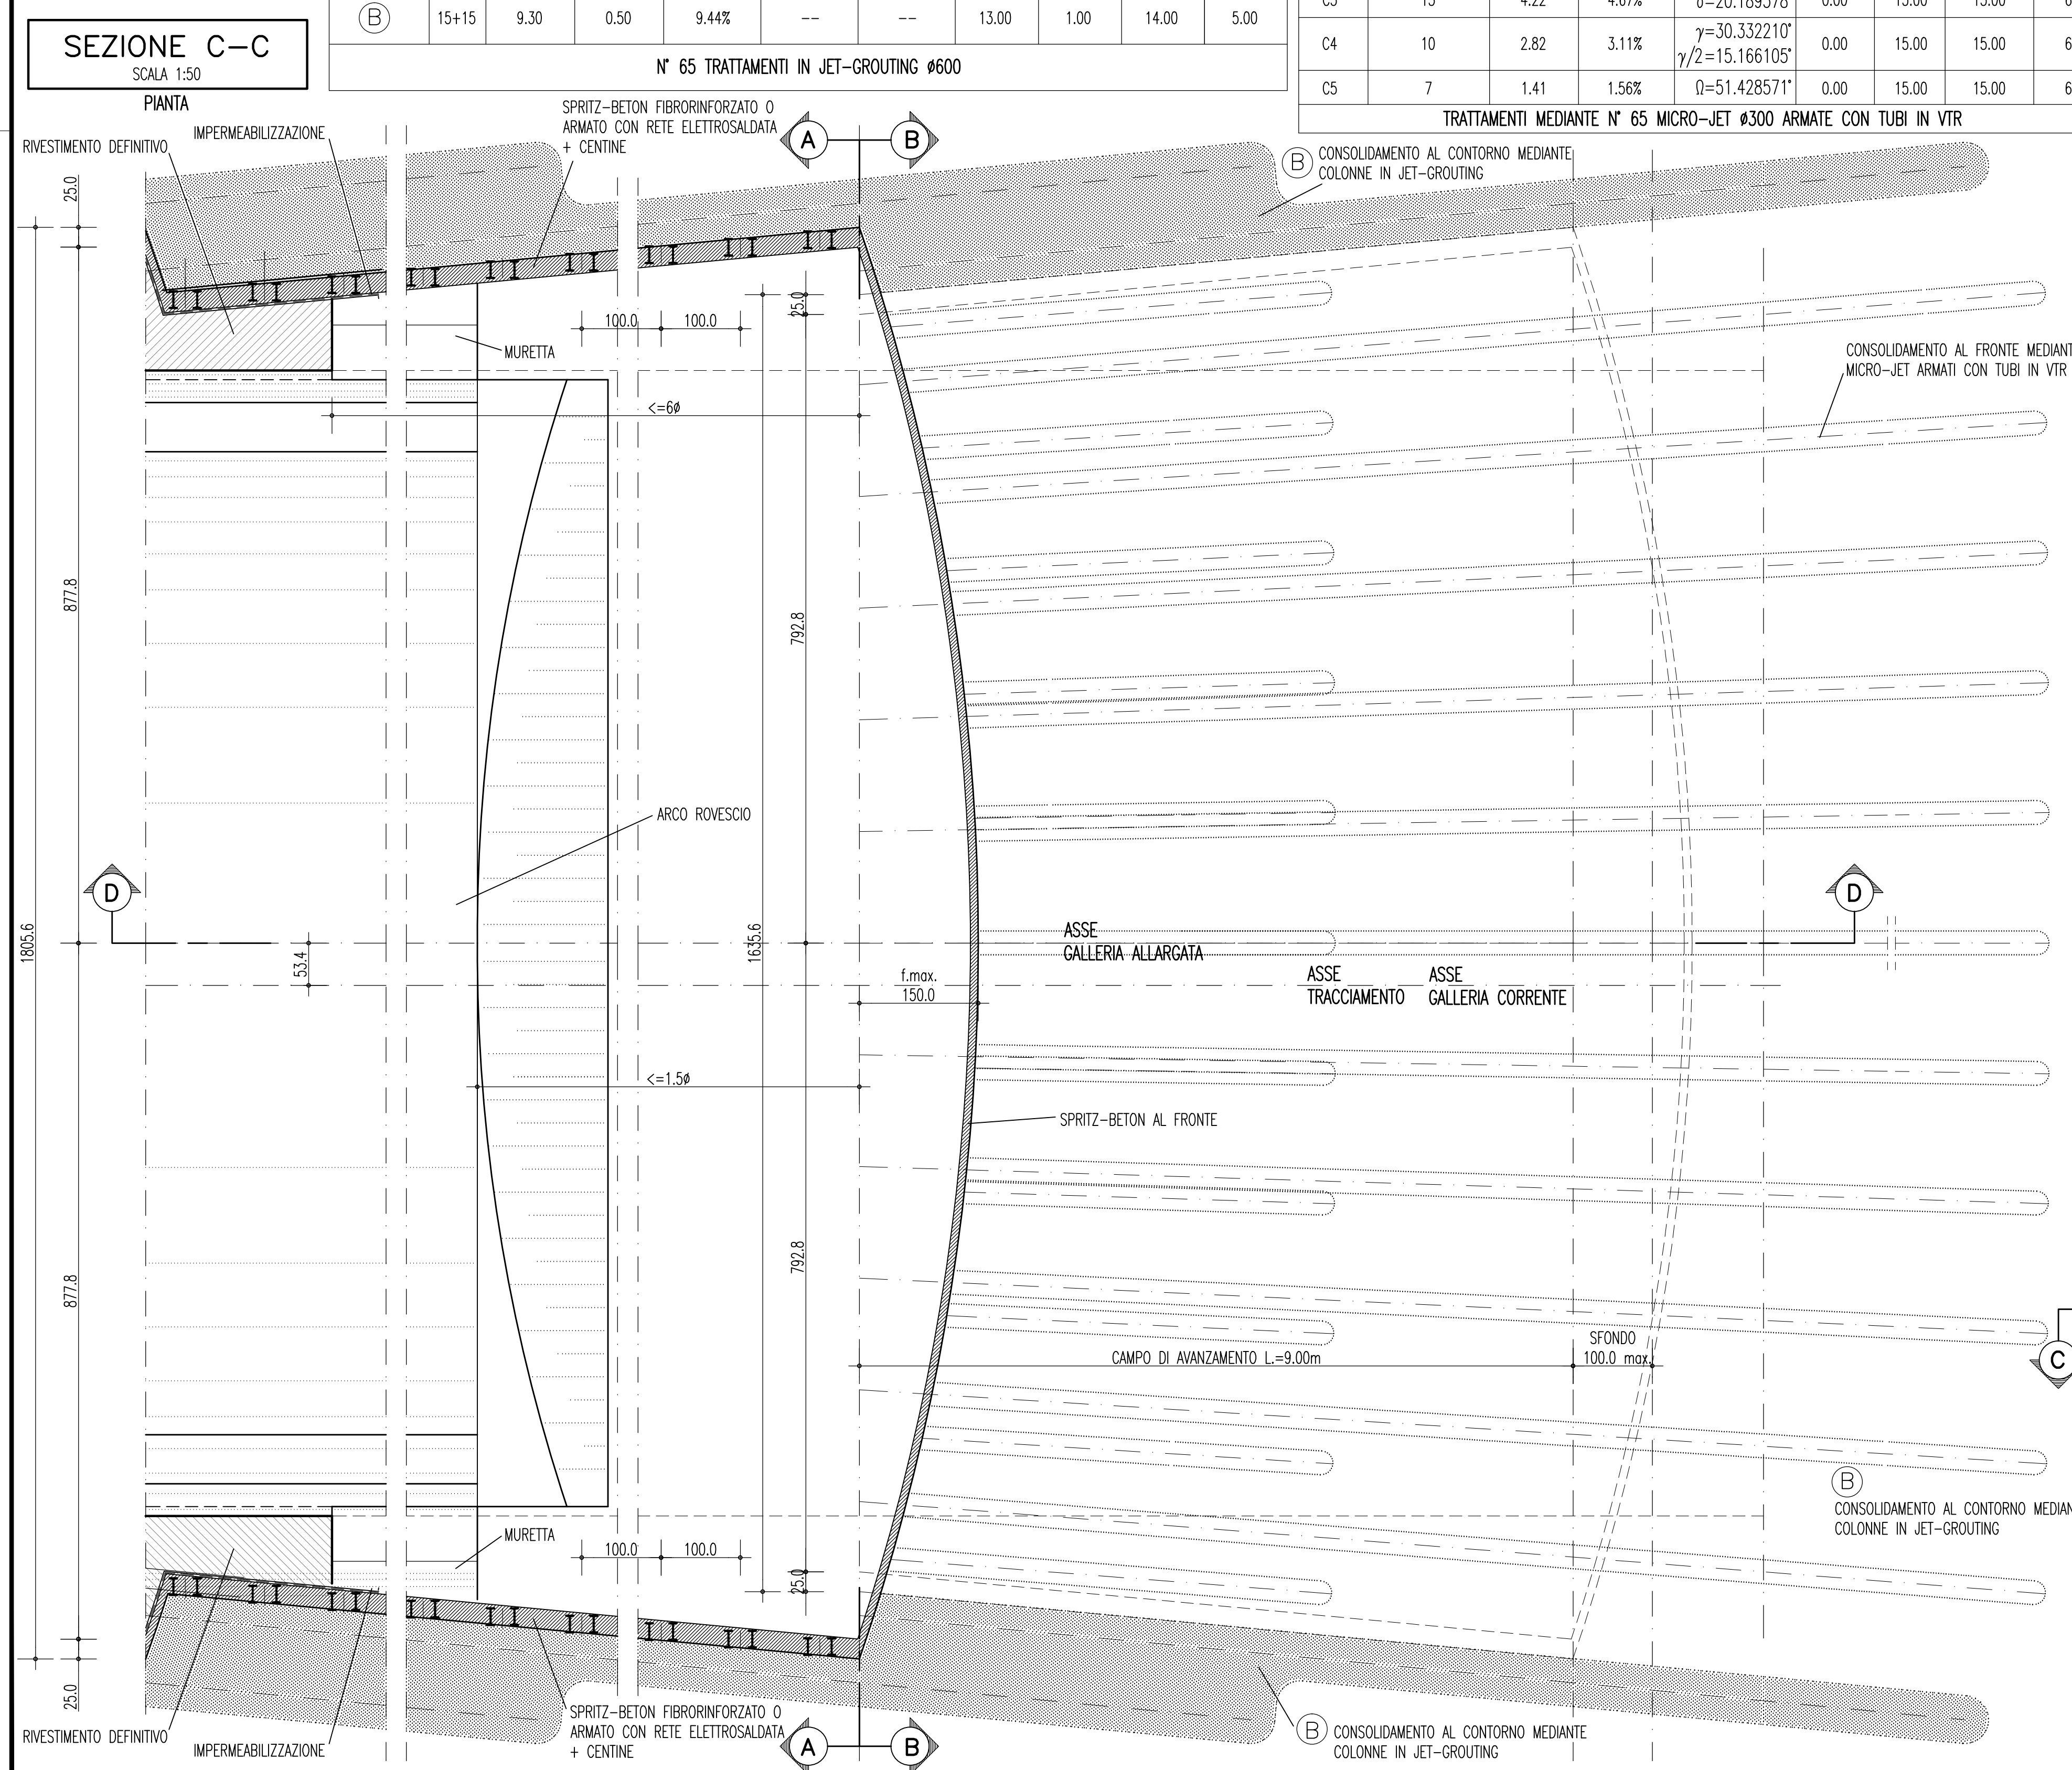 B 15+15 9.30 0.50 9.44% -- -- 13.00 1.00 14.00 5.00
N° 65 TRATTAMENTI IN JET-GROUTING ø600
C4 10 2.82 3.11% γ=30.332210° 0.00 15.00 15.00
γ/2=15.166105°
C5 7 1.41 1.56% Ω=51.428571° 0.00 15.00 15.00
TRATTAMENTI MEDIANTE N° 65 MICRO-JET ø300 ARMATE CON TUBI IN VTR
SEZIONE C-C
SCALA 1:50
PIANTA
RIVESTIMENTO DEFINITIVO
IMPERMEABILIZZAZIONE
SPRITZ-BETON FIBRORINFORZATO O
ARMATO CON RETE ELETTROSALDATA
+ CENTINE
A B
B CONSOLIDAMENTO AL CONTORNO MEDIANTE
COLONNE IN JET-GROUTING
25.0
25.0
100.0 100.0
MURETTA
CONSOLIDAMENTO AL FRONTE MEDIANT
MICRO-JET ARMATI CON TUBI IN VTR
<=6ø
877.8
792.8
ARCO ROVESCIO
D
D
1805.6
53.4
1635.6
ASSE
GALLERIA ALLARGATA
f.max.
150.0
ASSE
TRACCIAMENTO
ASSE
GALLERIA CORRENTE
<=1.5ø
SPRITZ-BETON AL FRONTE
877.8
792.8
SFONDO
100.0 max.
CAMPO DI AVANZAMENTO L.=9.00m
C
B
CONSOLIDAMENTO AL CONTORNO MEDIAN
COLONNE IN JET-GROUTING
MURETTA
100.0 100.0
25.0
25.0
RIVESTIMENTO DEFINITIVO
IMPERMEABILIZZAZIONE
SPRITZ-BETON FIBRORINFORZATO O
ARMATO CON RETE ELETTROSALDATA
+ CENTINE
A B
B CONSOLIDAMENTO AL CONTORNO MEDIANTE
COLONNE IN JET-GROUTING